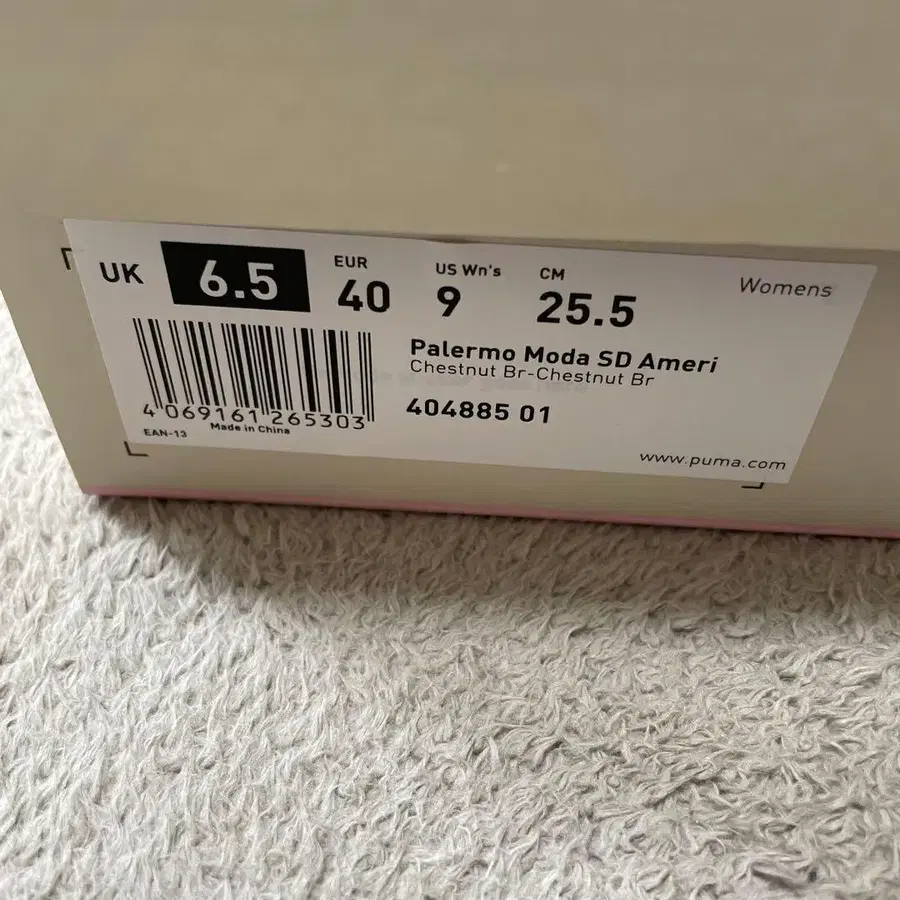 UK 6.5 EUR 40 US Wn's 9 CM 25.5 Womens
Palermo Moda SD Ameri
Chestnut Br-Chestnut Br
404885 01
4 069161 265303
EAN-13 Made in China
www.puma.com